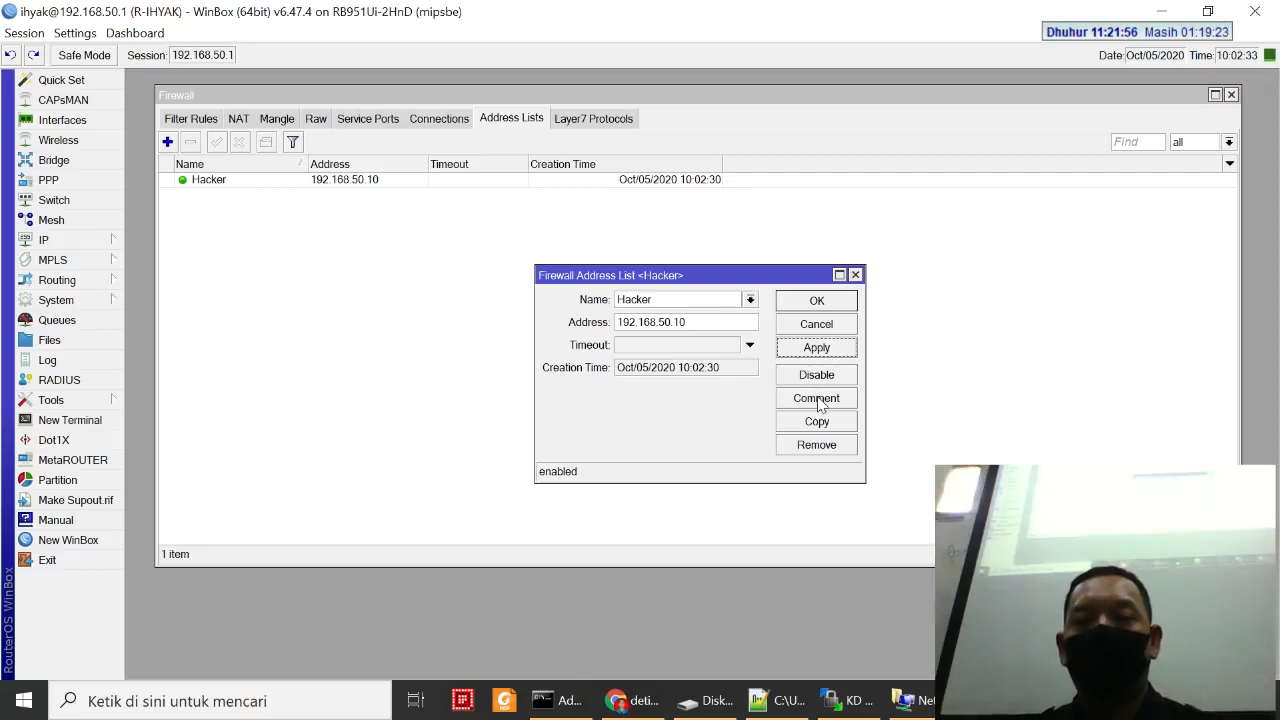 ihyak@192.168.50.1 (R-IHYAK) - WinBox (64bit) v6.47.4 on RB951Ui-2HnD (mipsbe)
Session Settings Dashboard
Dhuhur 11:21:56 Masih 01:19:23
Safe Mode Session: 192.168.50.1
Date: Oct/05/2020 Time: 10:02:33
Quick Set
CAPsMAN
Interfaces
Wireless
Bridge
PPP
Switch
Mesh
IP
MPLS
Routing
System
Queues
Files
Log
RADIUS
Tools
New Terminal
Dot1X
MetaROUTER
Partition
Make Supout.rif
Manual
New WinBox
Exit
RouterOS WinBox
Firewall
Filter Rules NAT Mangle Raw Service Ports Connections Address Lists Layer7 Protocols
Find all
Name Address Timeout Creation Time
Hacker 192.168.50.10 Oct/05/2020 10:02:30
Firewall Address List <Hacker>
Name: Hacker
Address: 192.168.50.10
Timeout:
Creation Time: Oct/05/2020 10:02:30
OK
Cancel
Apply
Disable
Comment
Copy
Remove
enabled
1 item
Ketik di sini untuk mencari
Ad... deti... Disk... C:\U... KD ... Net